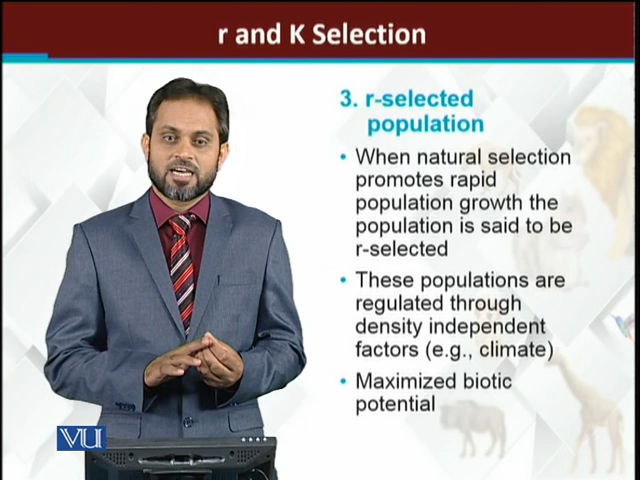 r and K Selection
3. r-selected
population
• When natural selection
promotes rapid
population growth the
population is said to be
r-selected
• These populations are
regulated through
density independent
factors (e.g., climate)
• Maximized biotic
potential
VU